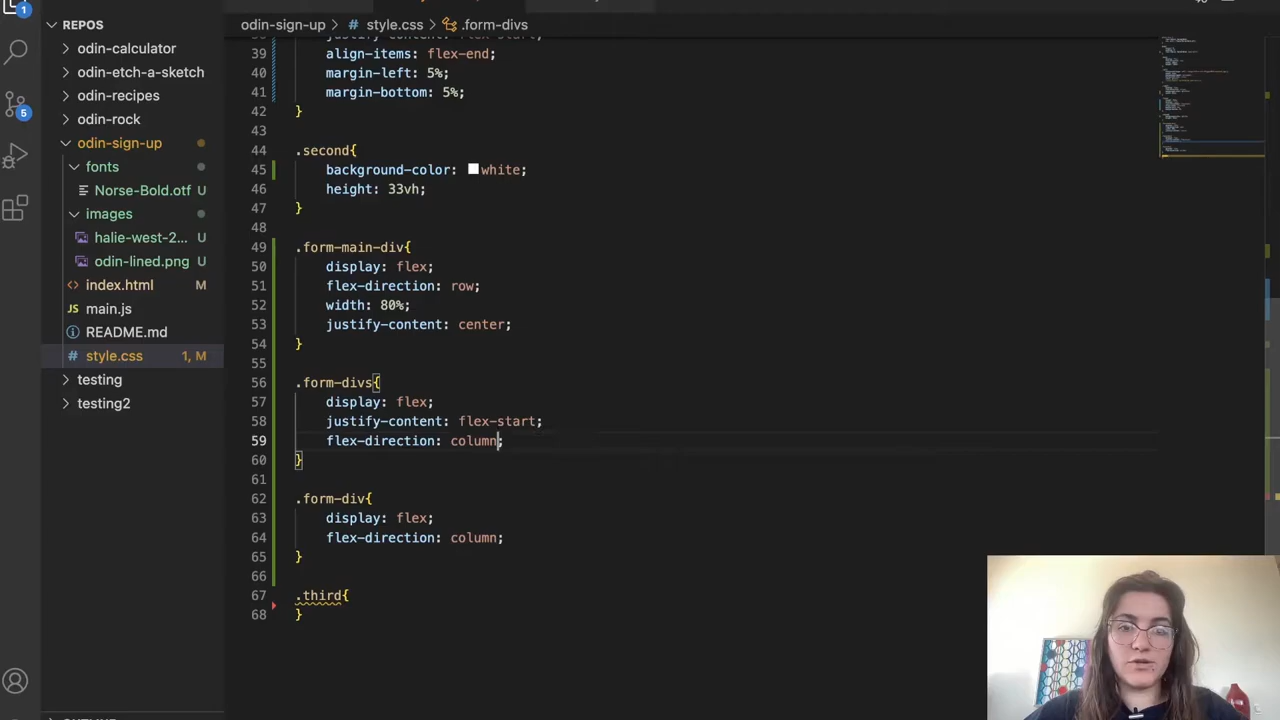 1
REPOS
odin-calculator
odin-etch-a-sketch
odin-recipes
odin-rock
odin-sign-up
fonts
Norse-Bold.otf U
images
halie-west-2... U
odin-lined.png U
index.html M
JS main.js
README.md
# style.css 1, M
testing
testing2
5
odin-sign-up > # style.css > .form-divs
39 align-items: flex-end;
40 margin-left: 5%;
41 margin-bottom: 5%;
42 }
43
44 .second{
45 background-color: white;
46 height: 33vh;
47 }
48
49 .form-main-div{
50 display: flex;
51 flex-direction: row;
52 width: 80%;
53 justify-content: center;
54 }
55
56 .form-divs{
57 display: flex;
58 justify-content: flex-start;
59 flex-direction: column;
60 }
61
62 .form-div{
63 display: flex;
64 flex-direction: column;
65 }
66
67 .third{
68 }